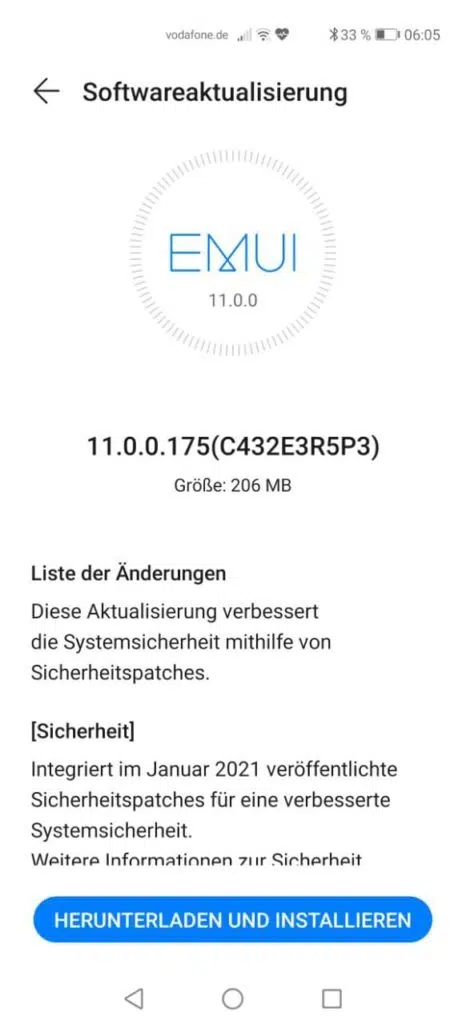 vodafone.de 33 % 06:05
Softwareaktualisierung
EMUI
11.0.0
11.0.0.175(C432E3R5P3)
Größe: 206 MB
Liste der Änderungen
Diese Aktualisierung verbessert
die Systemsicherheit mithilfe von
Sicherheitspatches.
[Sicherheit]
Integriert im Januar 2021 veröffentlichte
Sicherheitspatches für eine verbesserte
Systemsicherheit.
Weitere Informationen zur Sicherheit
HERUNTERLADEN UND INSTALLIEREN